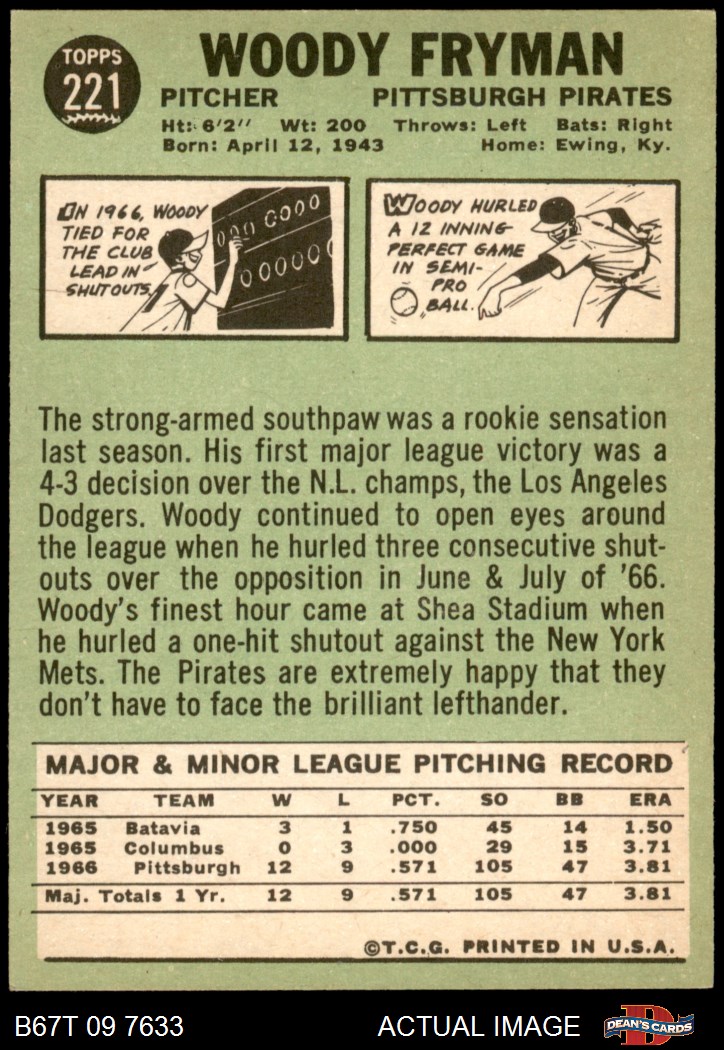 TOPPS
221
WOODY FRYMAN
PITCHER PITTSBURGH PIRATES
Ht: 6'2'' Wt: 200 Throws: Left Bats: Right
Born: April 12, 1943 Home: Ewing, Ky.
IN 1966, WOODY
TIED FOR
THE CLUB
LEAD IN
SHUTOUTS.
000 0000
000000
WOODY HURLED
A 12 INNING
PERFECT GAME
IN SEMI-
PRO
BALL.
The strong-armed southpaw was a rookie sensation
last season. His first major league victory was a
4-3 decision over the N.L. champs, the Los Angeles
Dodgers. Woody continued to open eyes around
the league when he hurled three consecutive shut-
outs over the opposition in June & July of '66.
Woody's finest hour came at Shea Stadium when
he hurled a one-hit shutout against the New York
Mets. The Pirates are extremely happy that they
don't have to face the brilliant lefthander.
MAJOR & MINOR LEAGUE PITCHING RECORD
YEAR TEAM W L PCT. SO BB ERA
1965 Batavia 3 1 .750 45 14 1.50
1965 Columbus 0 3 .000 29 15 3.71
1966 Pittsburgh 12 9 .571 105 47 3.81
Maj. Totals 1 Yr. 12 9 .571 105 47 3.81
©T.C.G. PRINTED IN U.S.A.
B67T 09 7633 ACTUAL IMAGE DEAN'S CARDS